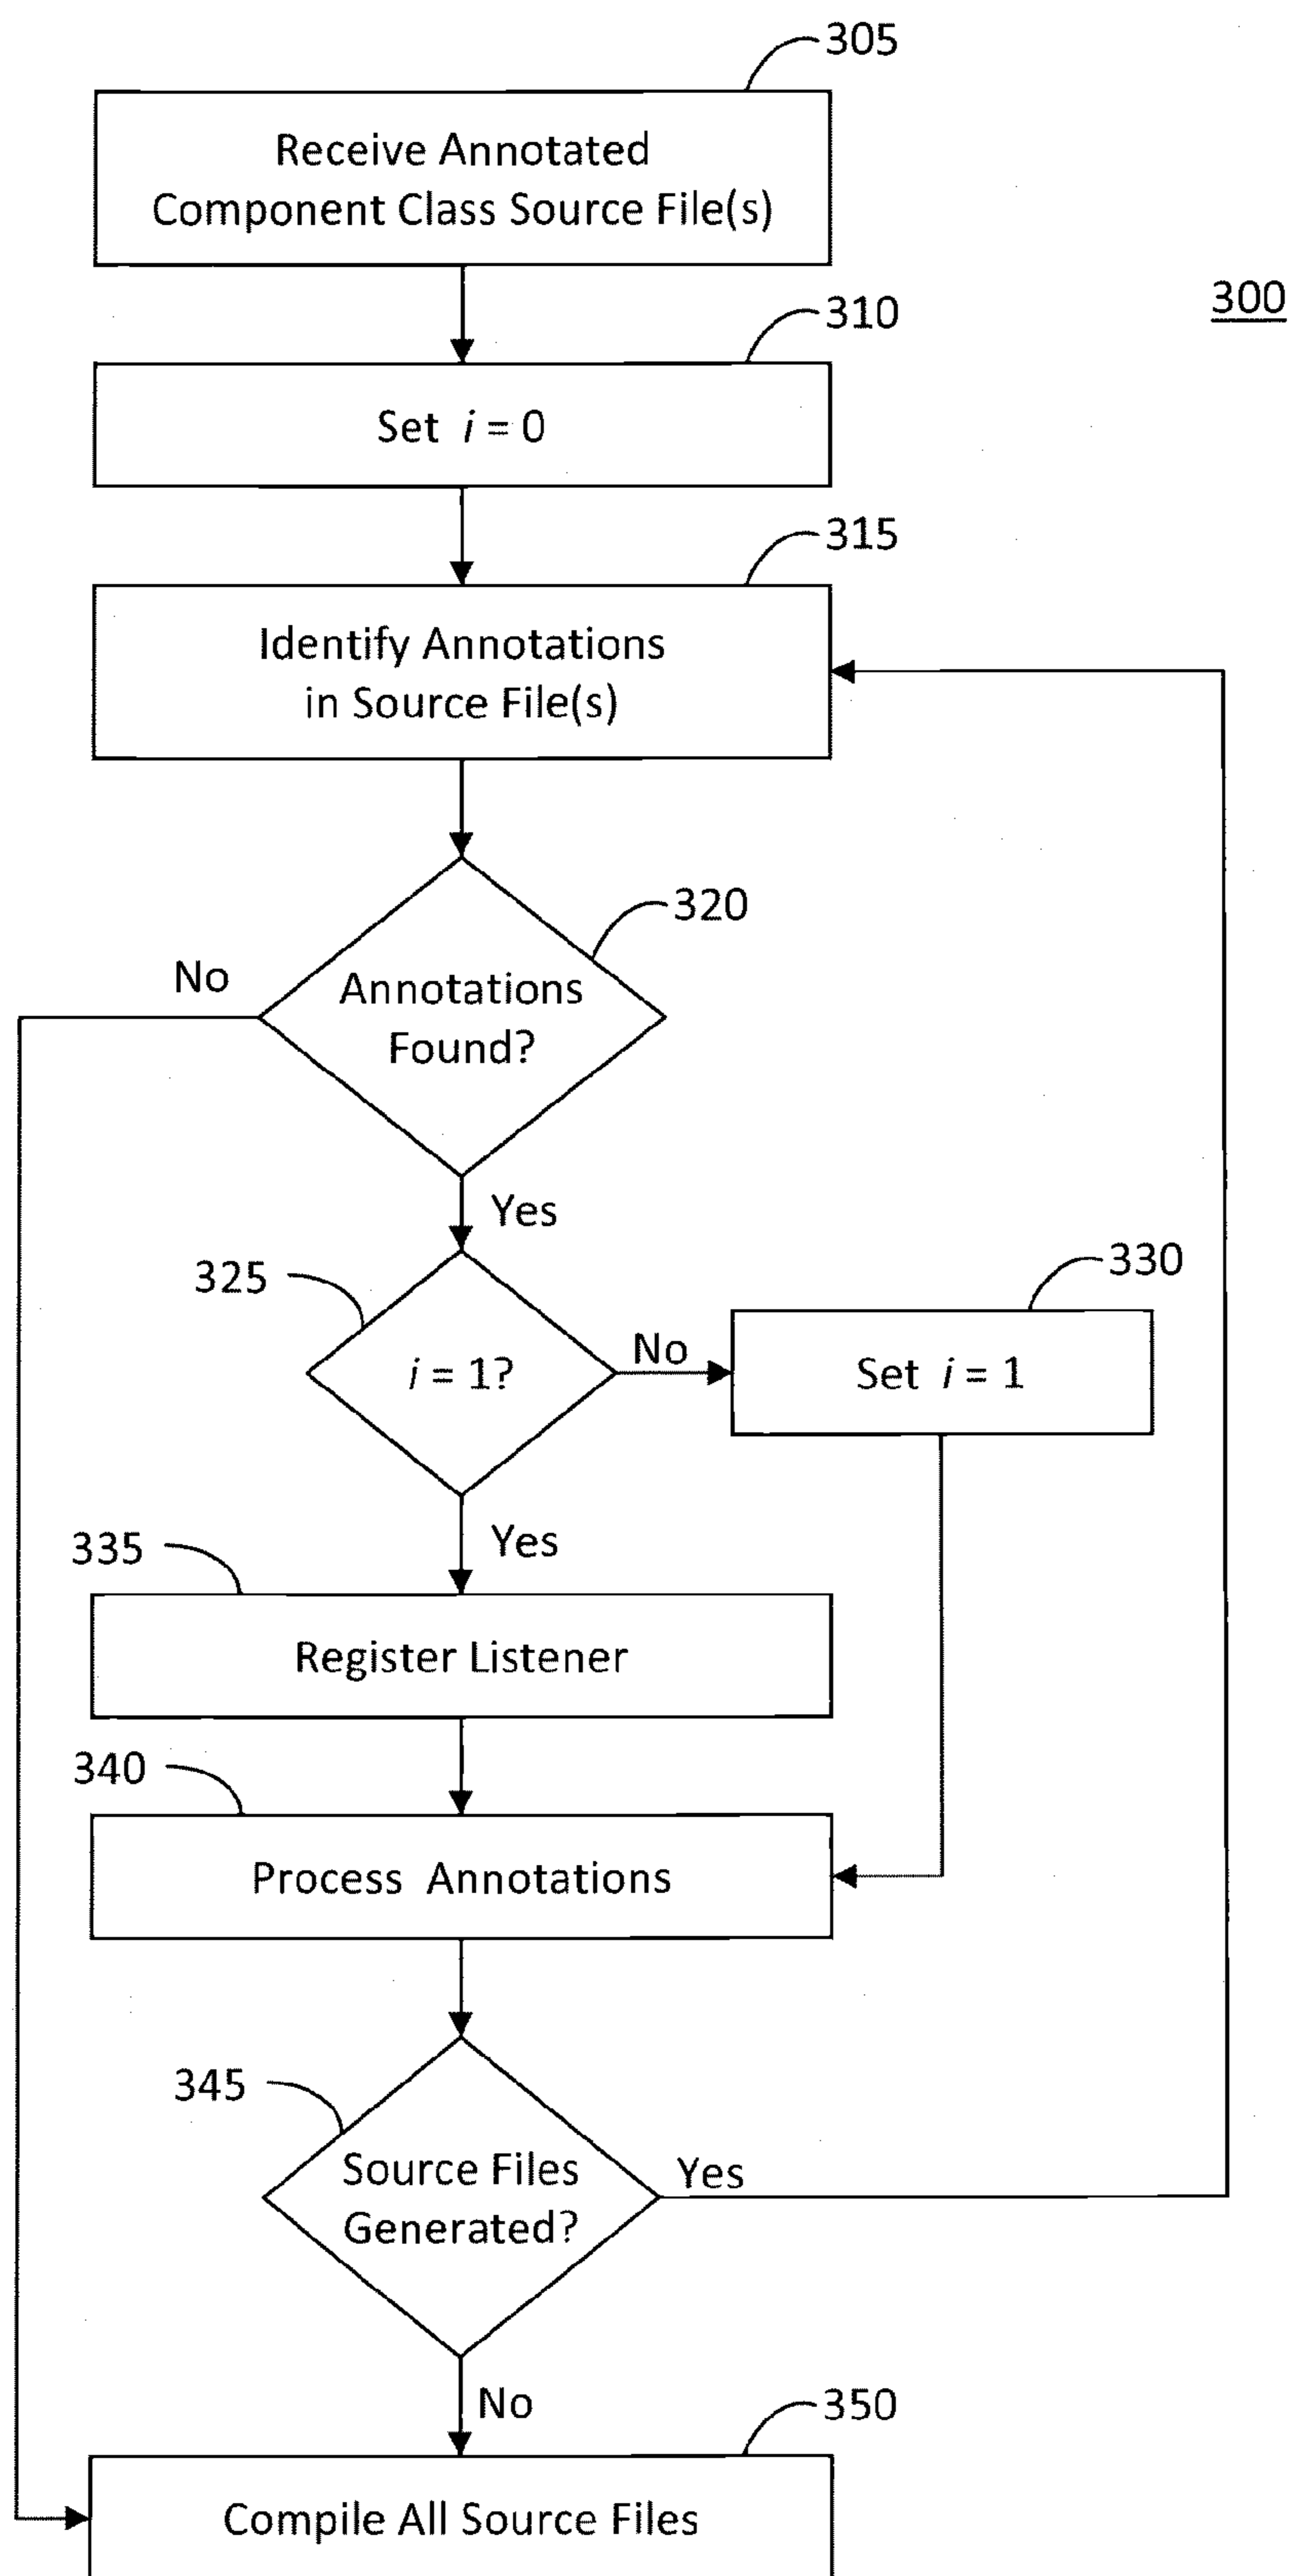 305
Receive Annotated
Component Class Source File(s)
300
310
Set i = 0
315
Identify Annotations
in Source File(s)
320
No
Annotations
Found?
Yes
325
330
i = 1?
No
Set i = 1
Yes
335
Register Listener
340
Process Annotations
345
Source Files
Generated?
Yes
No
350
Compile All Source Files